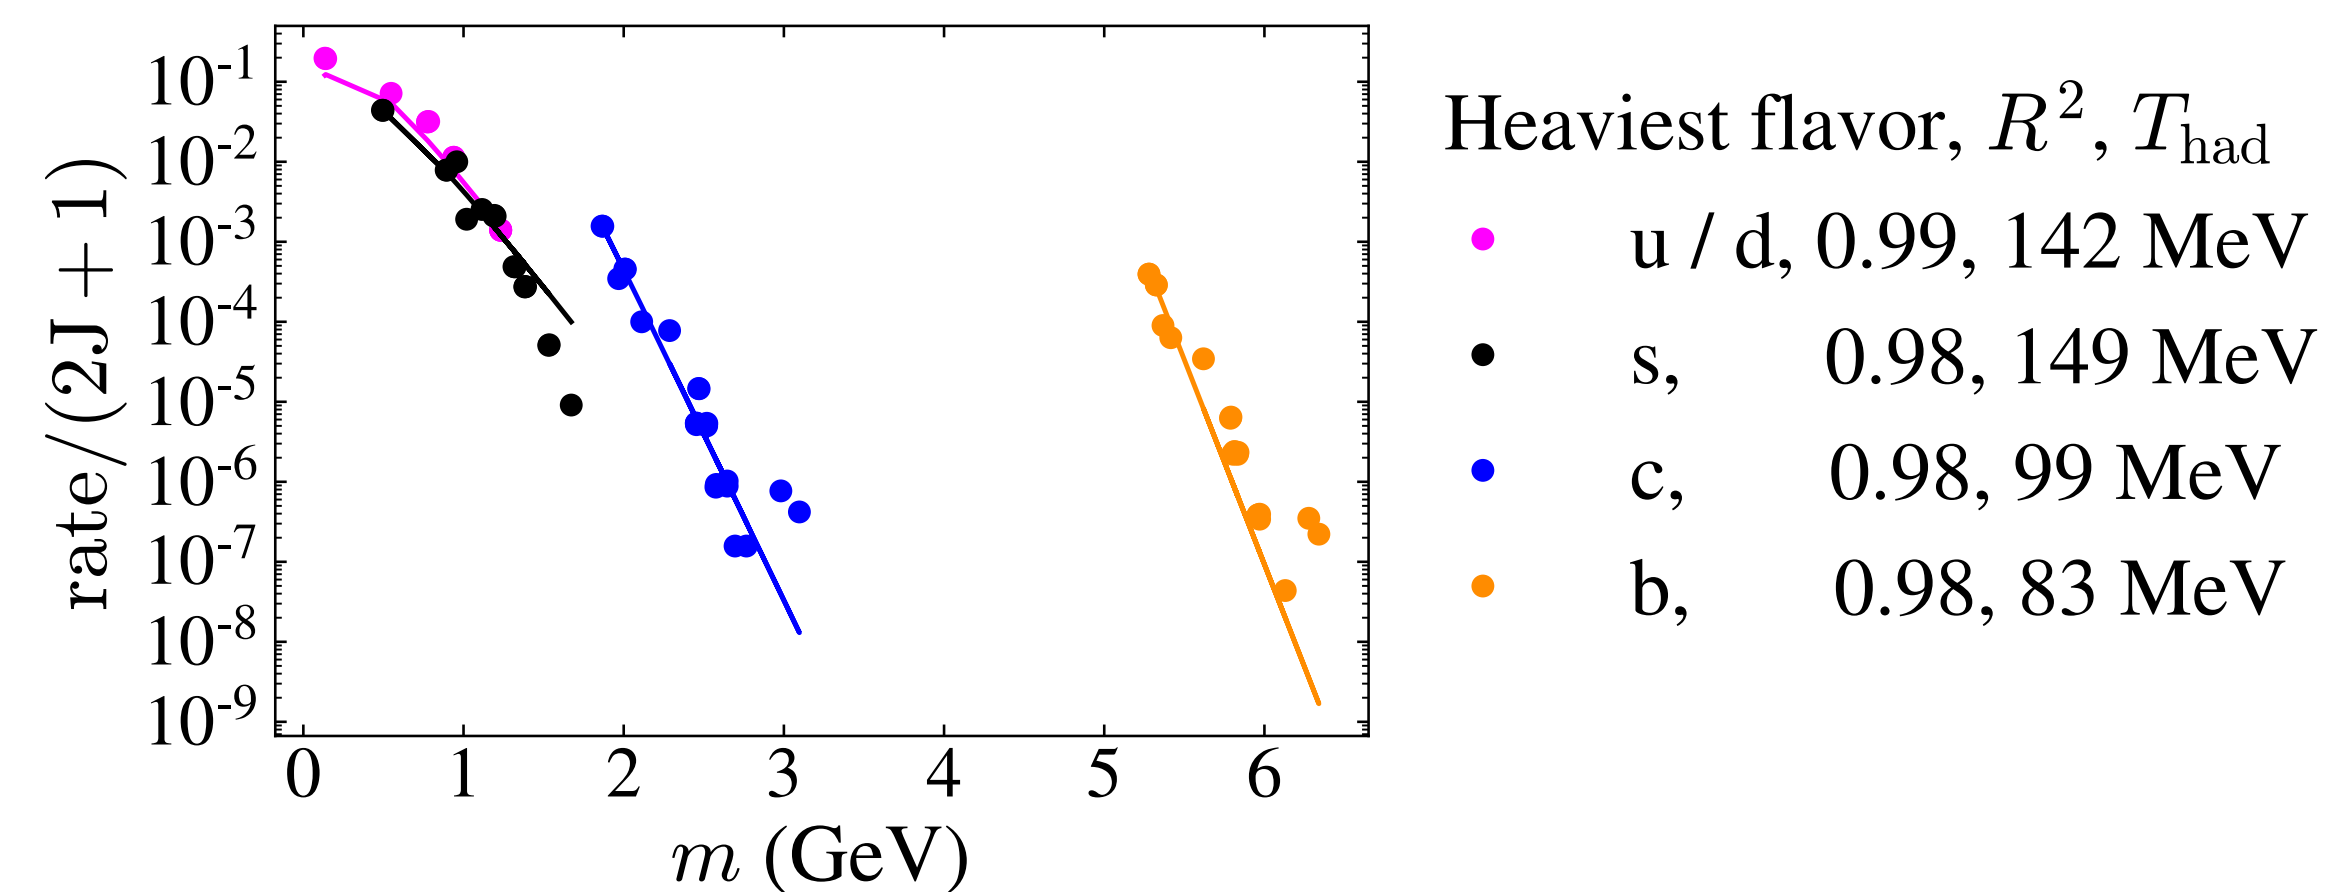 rate/(2J + 1)
10⁻¹
10⁻²
10⁻³
10⁻⁴
10⁻⁵
10⁻⁶
10⁻⁷
10⁻⁸
10⁻⁹
0 1 2 3 4 5 6
m (GeV)
Heaviest flavor, R², T_had
u / d, 0.99, 142 MeV
s, 0.98, 149 MeV
c, 0.98, 99 MeV
b, 0.98, 83 MeV